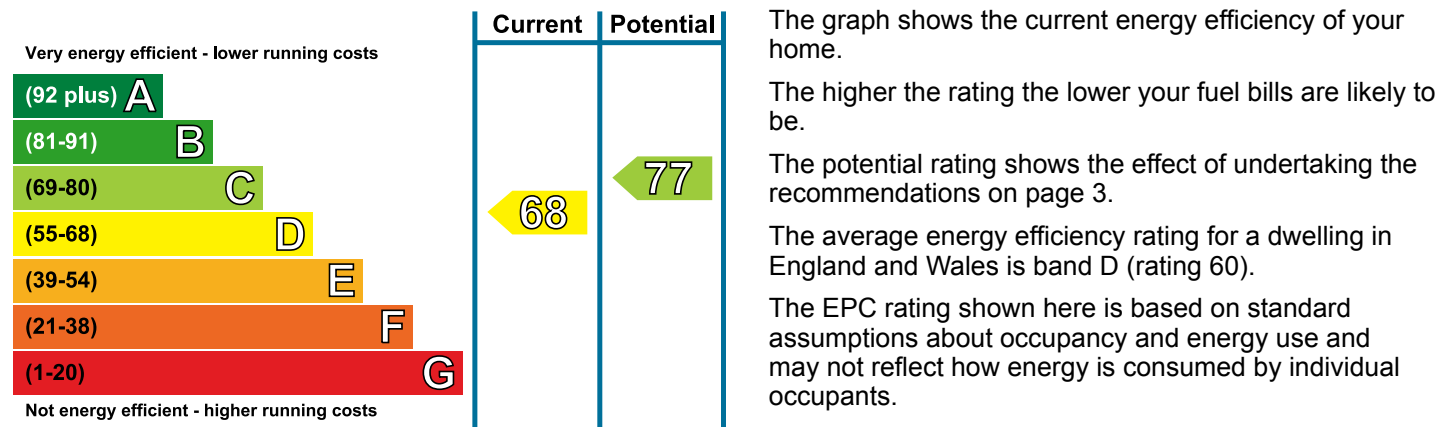 Current Potential
Very energy efficient - lower running costs
(92 plus) A
(81-91) B
(69-80) C
(55-68) D
(39-54) E
(21-38) F
(1-20) G
Not energy efficient - higher running costs
68
77
The graph shows the current energy efficiency of your
home.
The higher the rating the lower your fuel bills are likely to
be.
The potential rating shows the effect of undertaking the
recommendations on page 3.
The average energy efficiency rating for a dwelling in
England and Wales is band D (rating 60).
The EPC rating shown here is based on standard
assumptions about occupancy and energy use and
may not reflect how energy is consumed by individual
occupants.